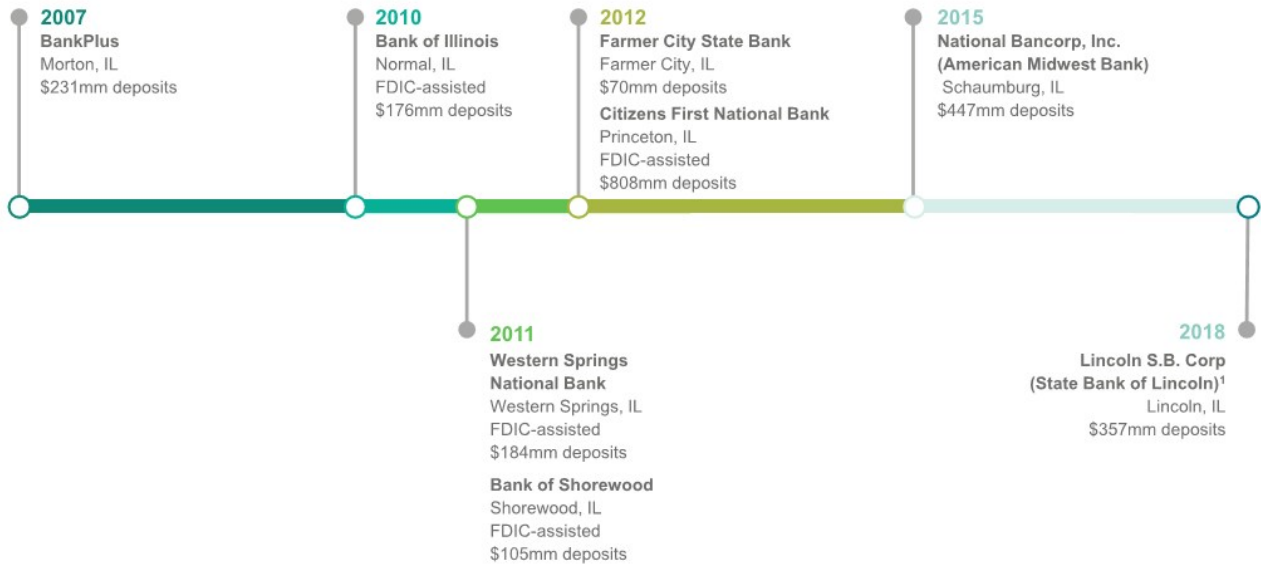 2007
BankPlus
Morton, IL
$231mm deposits
2010
Bank of Illinois
Normal, IL
FDIC-assisted
$176mm deposits
2012
Farmer City State Bank
Farmer City, IL
$70mm deposits
Citizens First National Bank
Princeton, IL
FDIC-assisted
$808mm deposits
2015
National Bancorp, Inc.
(American Midwest Bank)
Schaumburg, IL
$447mm deposits
2011
Western Springs
National Bank
Western Springs, IL
FDIC-assisted
$184mm deposits
Bank of Shorewood
Shorewood, IL
FDIC-assisted
$105mm deposits
2018
Lincoln S.B. Corp
(State Bank of Lincoln)¹
Lincoln, IL
$357mm deposits